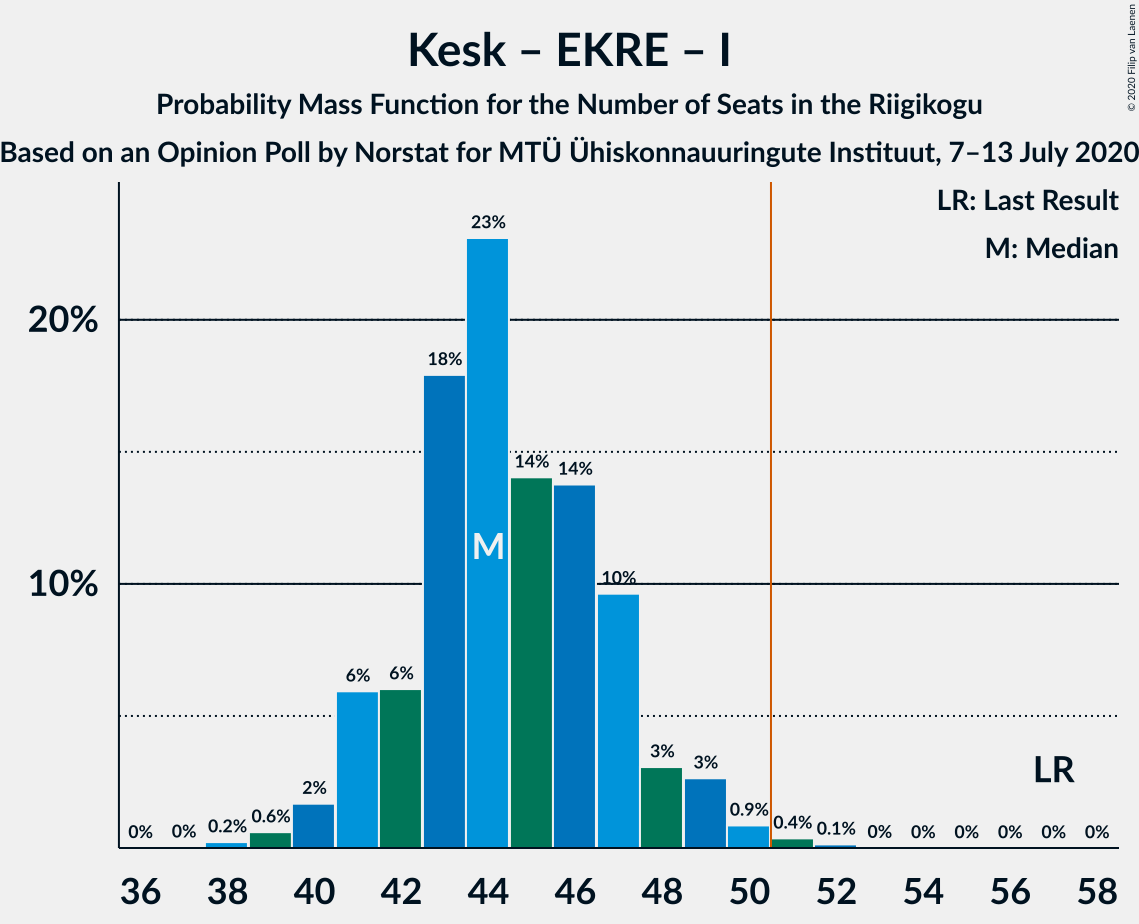 Kesk – EKRE – I
Probability Mass Function for the Number of Seats in the Riigikogu
Based on an Opinion Poll by Norstat for MTÜ Ühiskonnauuringute Instituut, 7–13 July 2020
© 2020 Filip van Laenen
LR: Last Result
M: Median
20%
10%
0% 0% 0.2% 0.6% 2% 6% 6% 18% 23% 14% 14% 10% 3% 3% 0.9% 0.4% 0.1% 0% 0% 0% 0% 0% 0%
M
LR
36 38 40 42 44 46 48 50 52 54 56 58